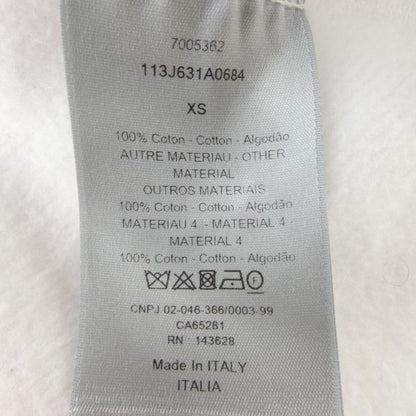 7005362
113J631A0684
XS
100% Coton - Cotton - Algodão
AUTRE MATERIAU - OTHER
MATERIAL
OUTROS MATERIAIS
100% Coton - Cotton - Algodão
MATERIAU 4 - MATERIAL 4 -
MATERIAL 4
100% Coton - Cotton - Algodão
F
CNPJ 02-046-366/0003-99
CA65281
RN : 143628
Made In ITALY
ITALIA